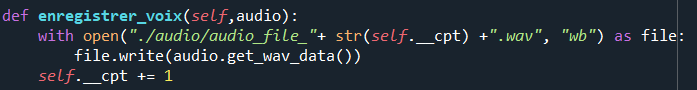 def enregistrer_voix(self,audio):
    with open("./audio/audio_file_"+ str(self.__cpt) +".wav", "wb") as file:
        file.write(audio.get_wav_data())
    self.__cpt += 1